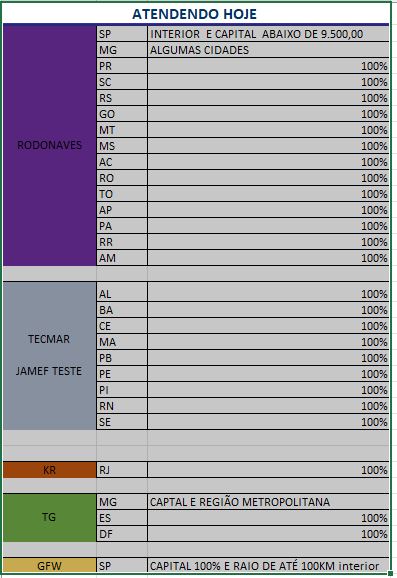 ATENDENDO HOJE
RODONAVES
SP INTERIOR E CAPITAL ABAIXO DE 9.500,00
MG ALGUMAS CIDADES
PR 100%
SC 100%
RS 100%
GO 100%
MT 100%
MS 100%
AC 100%
RO 100%
TO 100%
AP 100%
PA 100%
RR 100%
AM 100%
TECMAR
JAMEF TESTE
AL 100%
BA 100%
CE 100%
MA 100%
PB 100%
PE 100%
PI 100%
RN 100%
SE 100%
KR RJ 100%
TG
MG CAPTAL E REGIÃO METROPOLITANA
ES 100%
DF 100%
GFW SP CAPITAL 100% E RAIO DE ATÉ 100KM interior